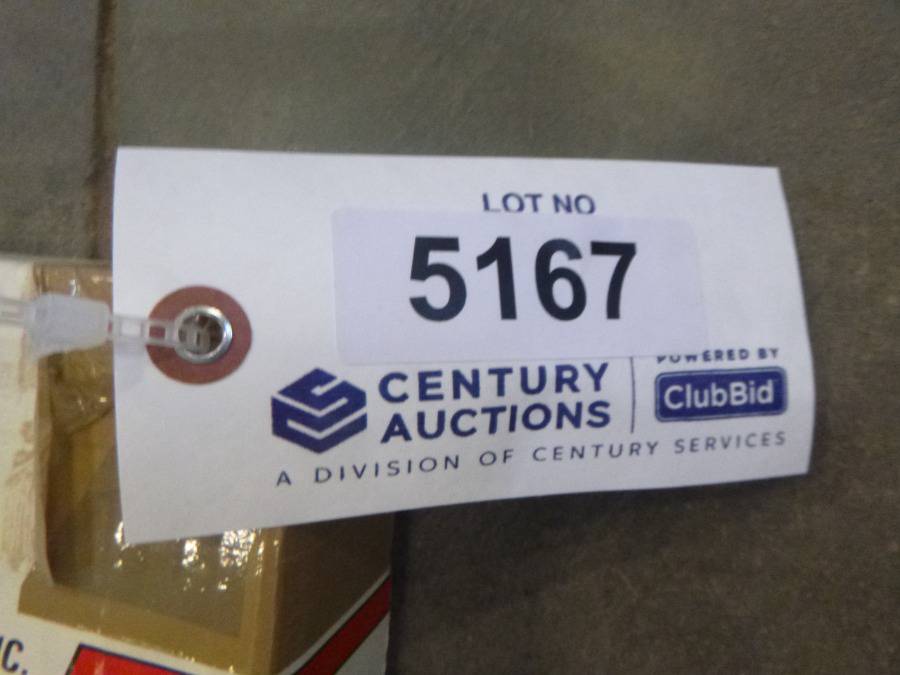 LOT NO
5167
CENTURY
AUCTIONS
POWERED BY
ClubBid
A DIVISION OF CENTURY SERVICES